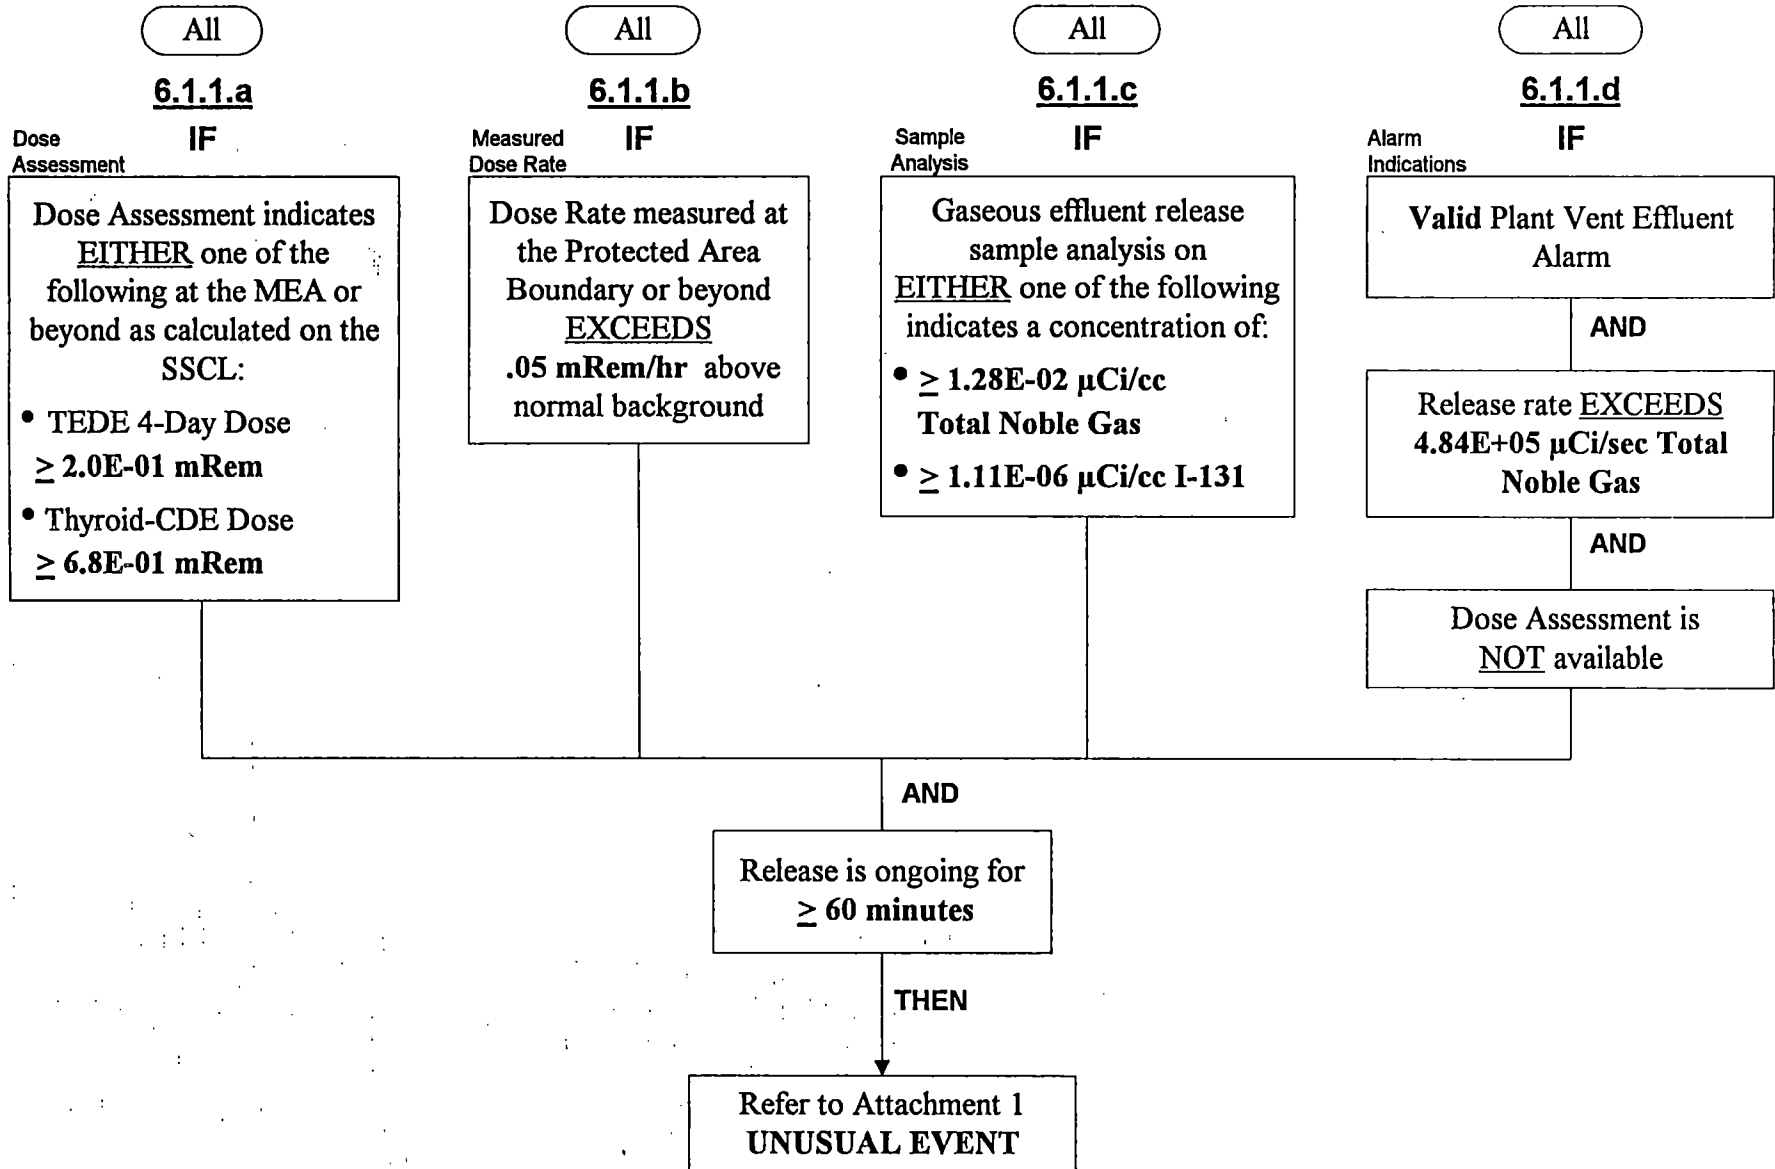 All
6.1.1.a
IF
Dose
Assessment
Dose Assessment indicates
EITHER one of the
following at the MEA or
beyond as calculated on the
SSCL:
• TEDE 4-Day Dose
≥ 2.0E-01 mRem
• Thyroid-CDE Dose
≥ 6.8E-01 mRem
All
6.1.1.b
IF
Measured
Dose Rate
Dose Rate measured at
the Protected Area
Boundary or beyond
EXCEEDS
.05 mRem/hr above
normal background
All
6.1.1.c
IF
Sample
Analysis
Gaseous effluent release
sample analysis on
EITHER one of the following
indicates a concentration of:
• ≥ 1.28E-02 µCi/cc
Total Noble Gas
• ≥ 1.11E-06 µCi/cc I-131
All
6.1.1.d
IF
Alarm
Indications
Valid Plant Vent Effluent
Alarm
AND
Release rate EXCEEDS
4.84E+05 µCi/sec Total
Noble Gas
AND
Dose Assessment is
NOT available
AND
Release is ongoing for
≥ 60 minutes
THEN
Refer to Attachment 1
UNUSUAL EVENT